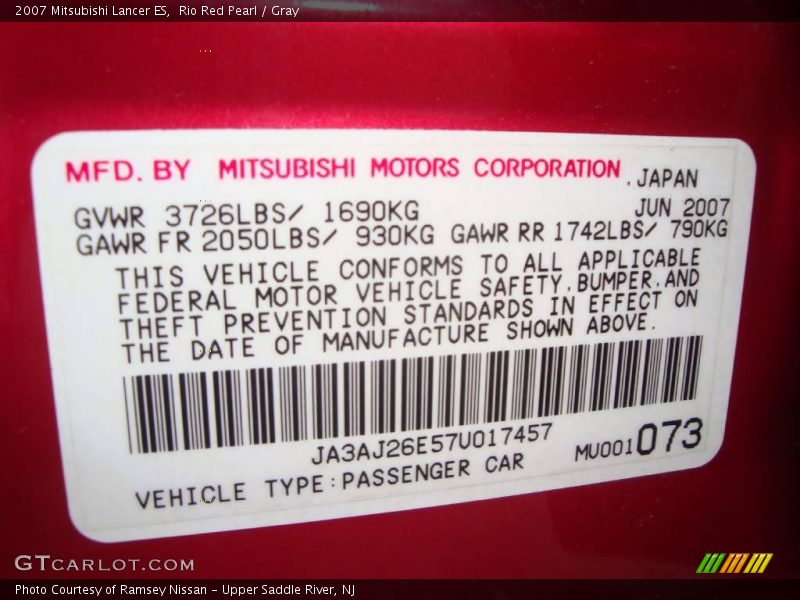 2007 Mitsubishi Lancer ES,  Rio Red Pearl / Gray
MFD. BY MITSUBISHI MOTORS CORPORATION , JAPAN
GVWR 3726LBS/ 1690KG JUN 2007
GAWR FR 2050LBS/ 930KG GAWR RR 1742LBS/ 790KG
THIS VEHICLE CONFORMS TO ALL APPLICABLE
FEDERAL MOTOR VEHICLE SAFETY,BUMPER,AND
THEFT PREVENTION STANDARDS IN EFFECT ON
THE DATE OF MANUFACTURE SHOWN ABOVE.
JA3AJ26E57U017457
MU001073
VEHICLE TYPE:PASSENGER CAR
GTCARLOT.COM
Photo Courtesy of Ramsey Nissan - Upper Saddle River, NJ